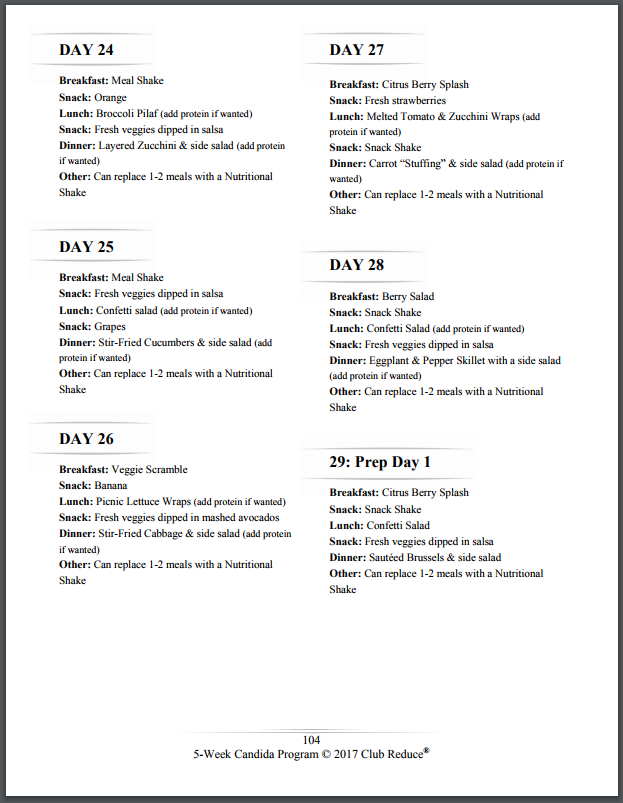 DAY 24
Breakfast: Meal Shake
Snack: Orange
Lunch: Broccoli Pilaf (add protein if wanted)
Snack: Fresh veggies dipped in salsa
Dinner: Layered Zucchini & side salad (add protein
if wanted)
Other: Can replace 1-2 meals with a Nutritional
Shake
DAY 25
Breakfast: Meal Shake
Snack: Fresh veggies dipped in salsa
Lunch: Confetti salad (add protein if wanted)
Snack: Grapes
Dinner: Stir-Fried Cucumbers & side salad (add
protein if wanted)
Other: Can replace 1-2 meals with a Nutritional
Shake
DAY 26
Breakfast: Veggie Scramble
Snack: Banana
Lunch: Picnic Lettuce Wraps (add protein if wanted)
Snack: Fresh veggies dipped in mashed avocados
Dinner: Stir-Fried Cabbage & side salad (add protein
if wanted)
Other: Can replace 1-2 meals with a Nutritional
Shake
DAY 27
Breakfast: Citrus Berry Splash
Snack: Fresh strawberries
Lunch: Melted Tomato & Zucchini Wraps (add
protein if wanted)
Snack: Snack Shake
Dinner: Carrot “Stuffing” & side salad (add protein if
wanted)
Other: Can replace 1-2 meals with a Nutritional
Shake
DAY 28
Breakfast: Berry Salad
Snack: Snack Shake
Lunch: Confetti Salad (add protein if wanted)
Snack: Fresh veggies dipped in salsa
Dinner: Eggplant & Pepper Skillet with a side salad
(add protein if wanted)
Other: Can replace 1-2 meals with a Nutritional
Shake
29: Prep Day 1
Breakfast: Citrus Berry Splash
Snack: Snack Shake
Lunch: Confetti Salad
Snack: Fresh veggies dipped in salsa
Dinner: Sautéed Brussels & side salad
Other: Can replace 1-2 meals with a Nutritional
Shake
104
5-Week Candida Program © 2017 Club Reduce®